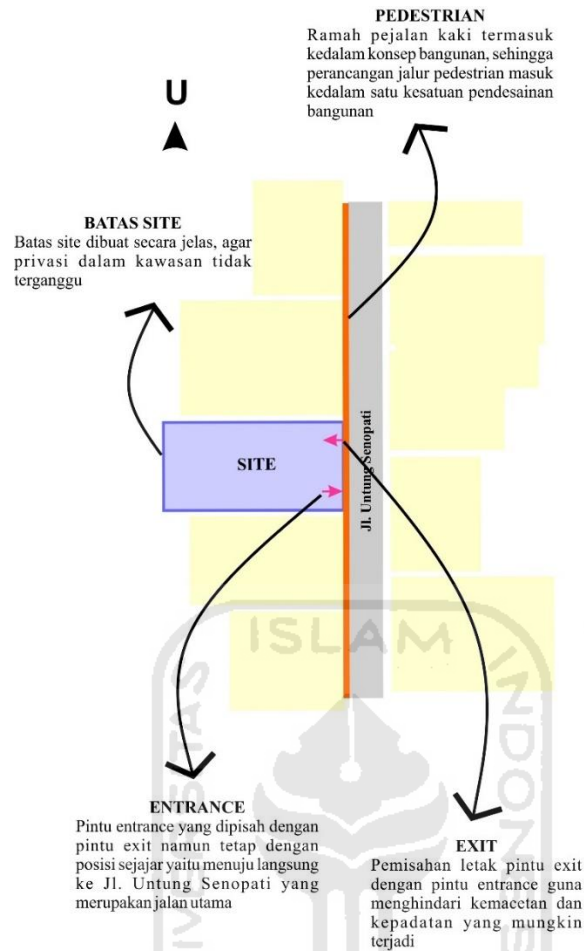 PEDESTRIAN
Ramah pejalan kaki termasuk
kedalam konsep bangunan, sehingga
perancangan jalur pedestrian masuk
kedalam satu kesatuan pendesainan
bangunan
U
BATAS SITE
Batas site dibuat secara jelas, agar
privasi dalam kawasan tidak
terganggu
SITE
Jl. Untung Senopati
ISLAM
ENTRANCE
Pintu entrance yang dipisah dengan
pintu exit namun tetap dengan
posisi sejajar yaitu menuju langsung
ke Jl. Untung Senopati yang
merupakan jalan utama
EXIT
Pemisahan letak pintu exit
dengan pintu entrance guna
menghindari kemacetan dan
kepadatan yang mungkin
terjadi